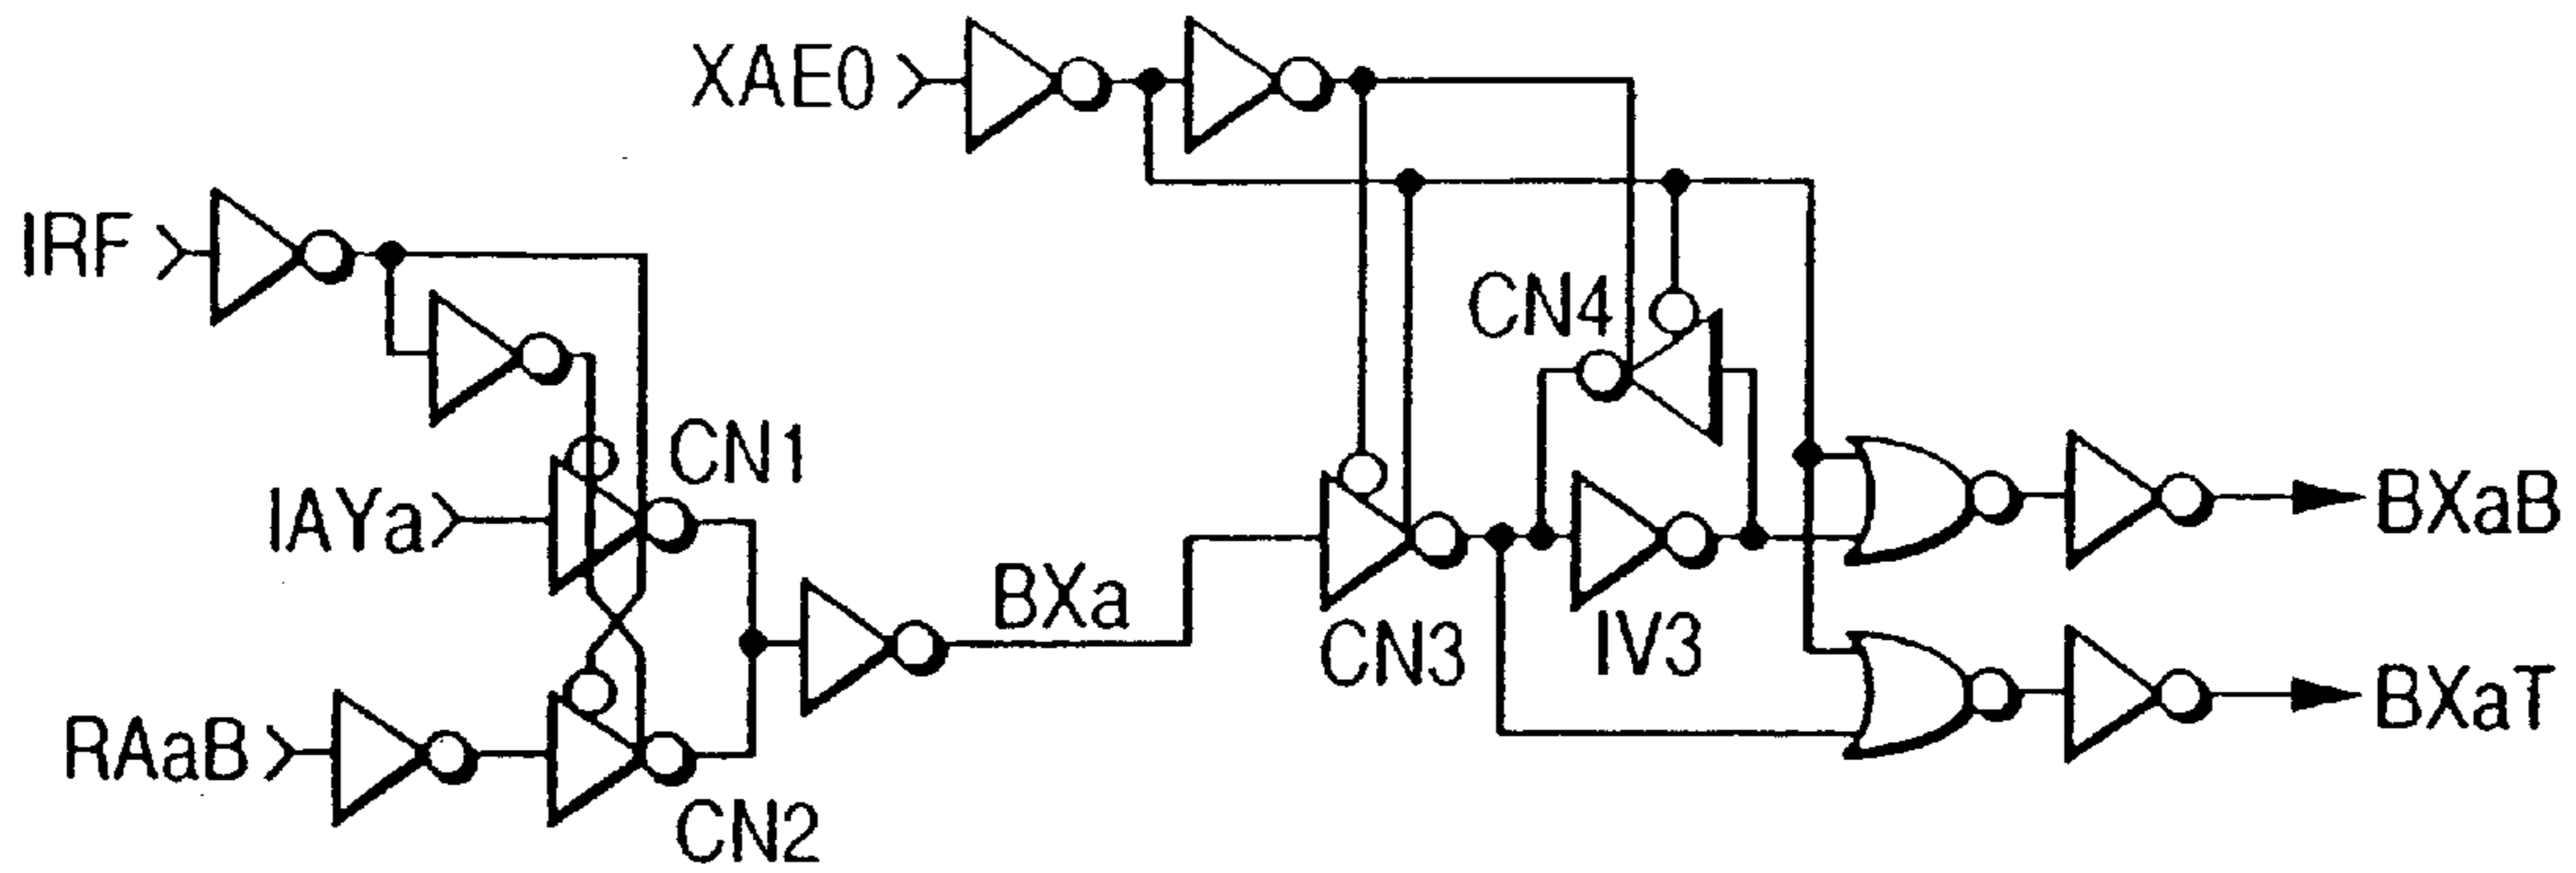 XAE0
IRF
CN4
CN1
IAYa
BXaB
BXa
CN3
IV3
RAaB
BXaT
CN2